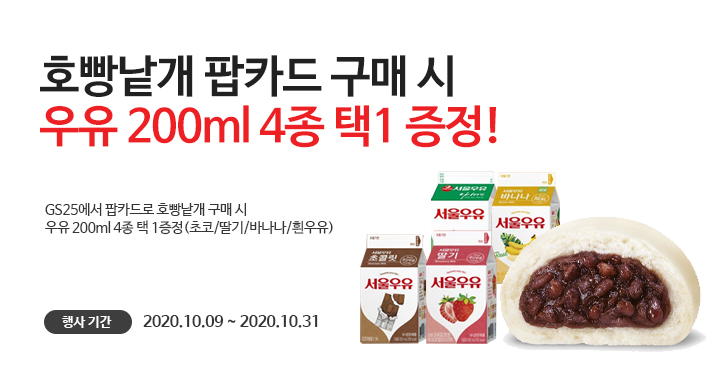 호빵낱개 팝카드 구매 시
우유 200ml 4종 택1 증정!
GS25에서 팝카드로 호빵낱개 구매 시
우유 200ml 4종 택 1증정(초코/딸기/바나나/흰우유)
행사 기간
2020.10.09 ~ 2020.10.31
서울우유
서울우유
바나나
서울우유
초콜릿
서울우유
딸기
서울우유